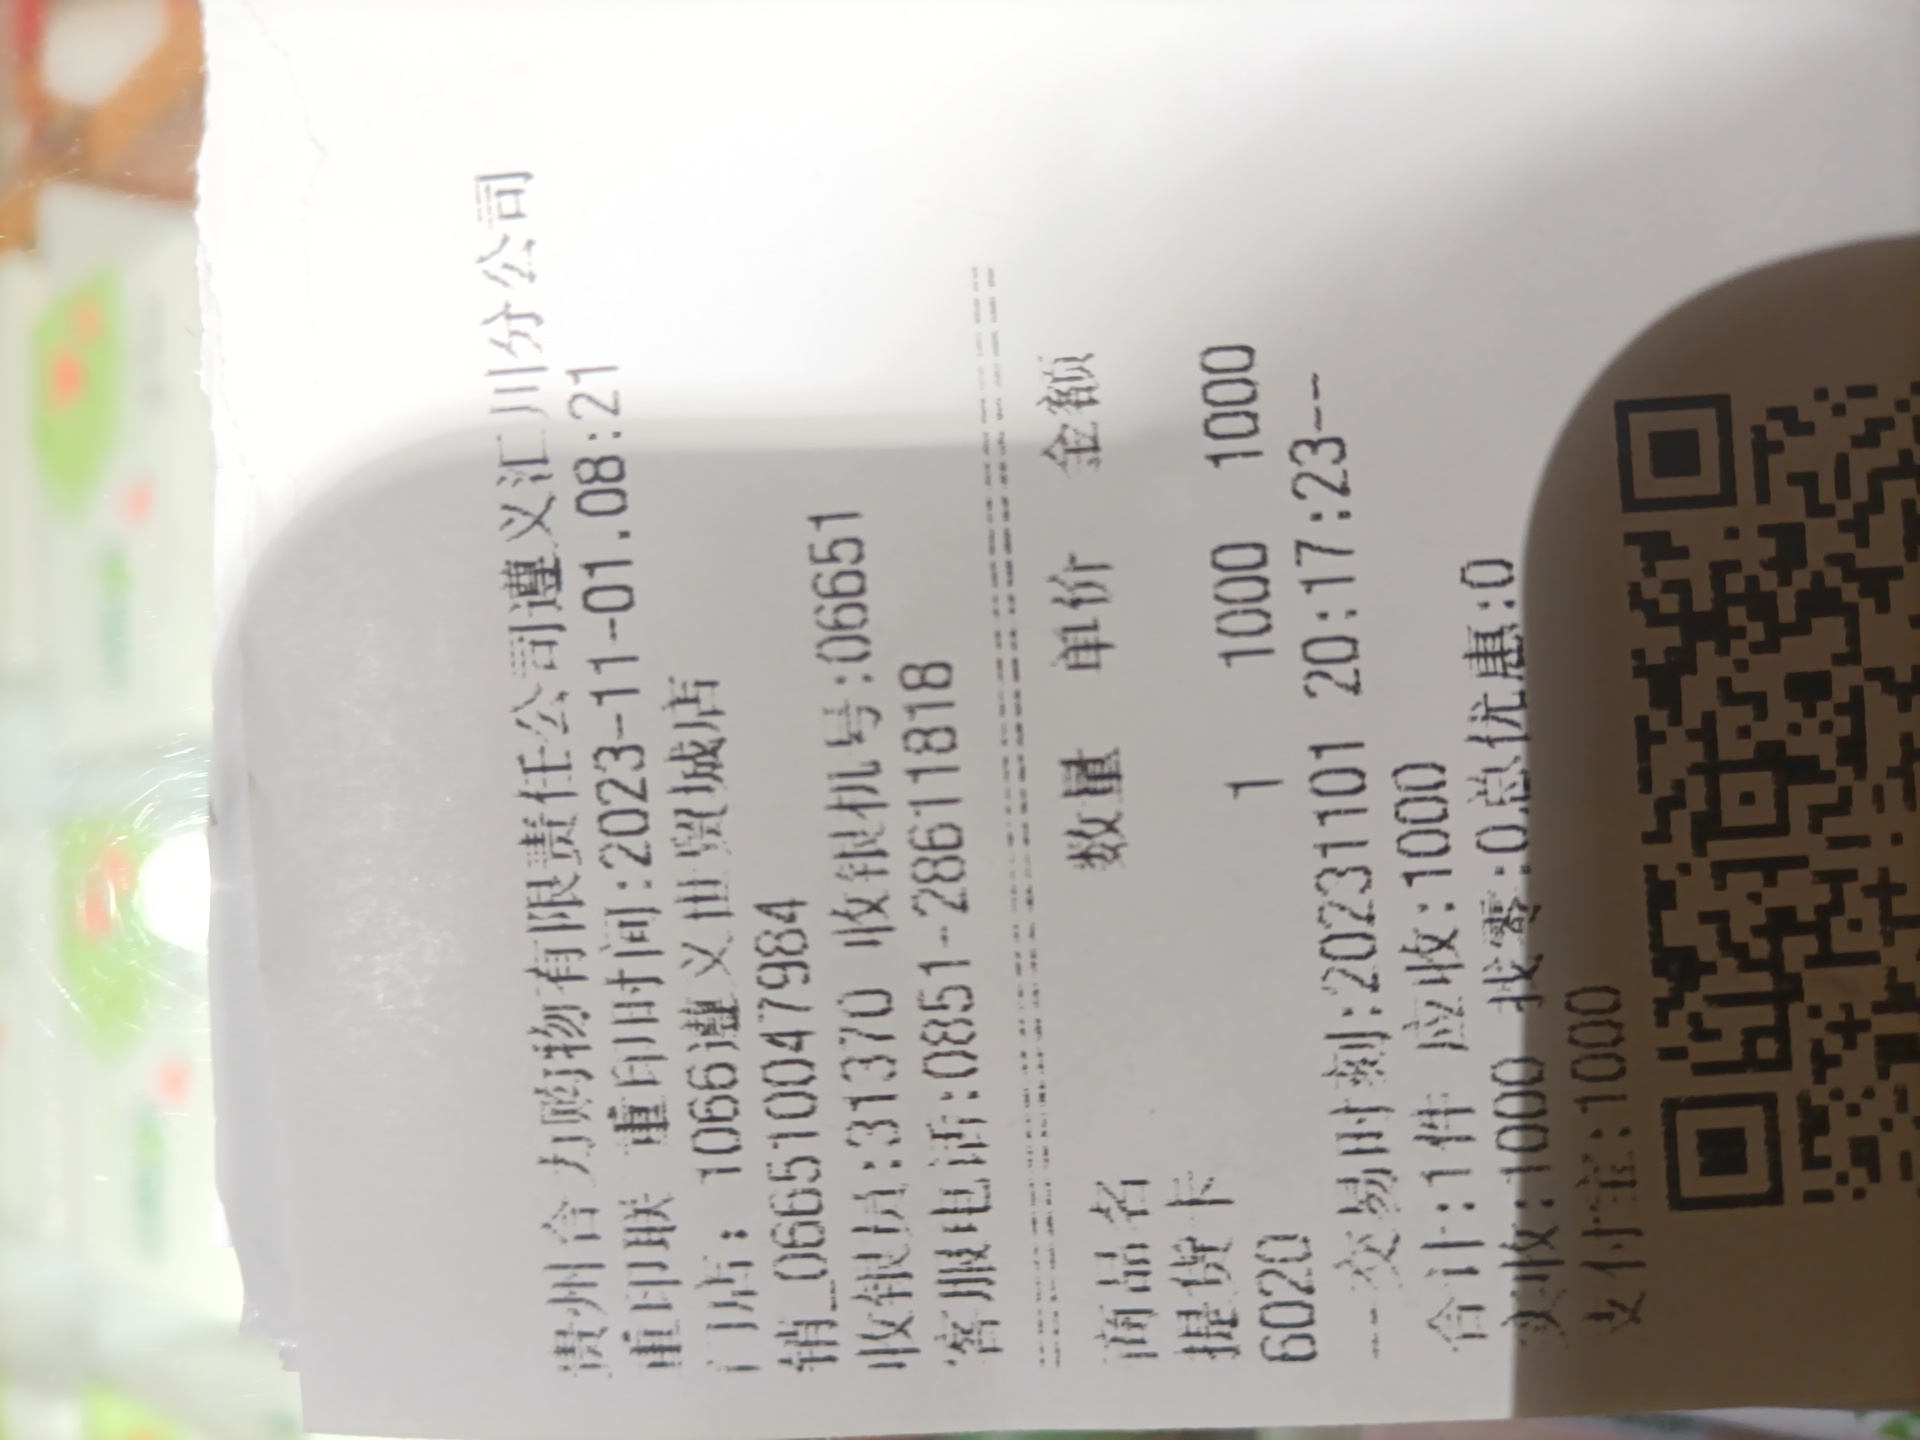 贵州合力购物有限责任公司遵义汇川分公司
重印联 重印时间:2023-11-01.08:21
门店: 1066遵义世贸城店
销_066510047984
收银员:31370 收银机号:06651
客服电话:0851-28611818
商品名 数量 单价 金额
提货卡
6020 1 1000 1000
---交易时刻:20231101 20:17:23--
合计:1件 应收:1000
实收:1000 找零:0总优惠:0
支付宝:1000